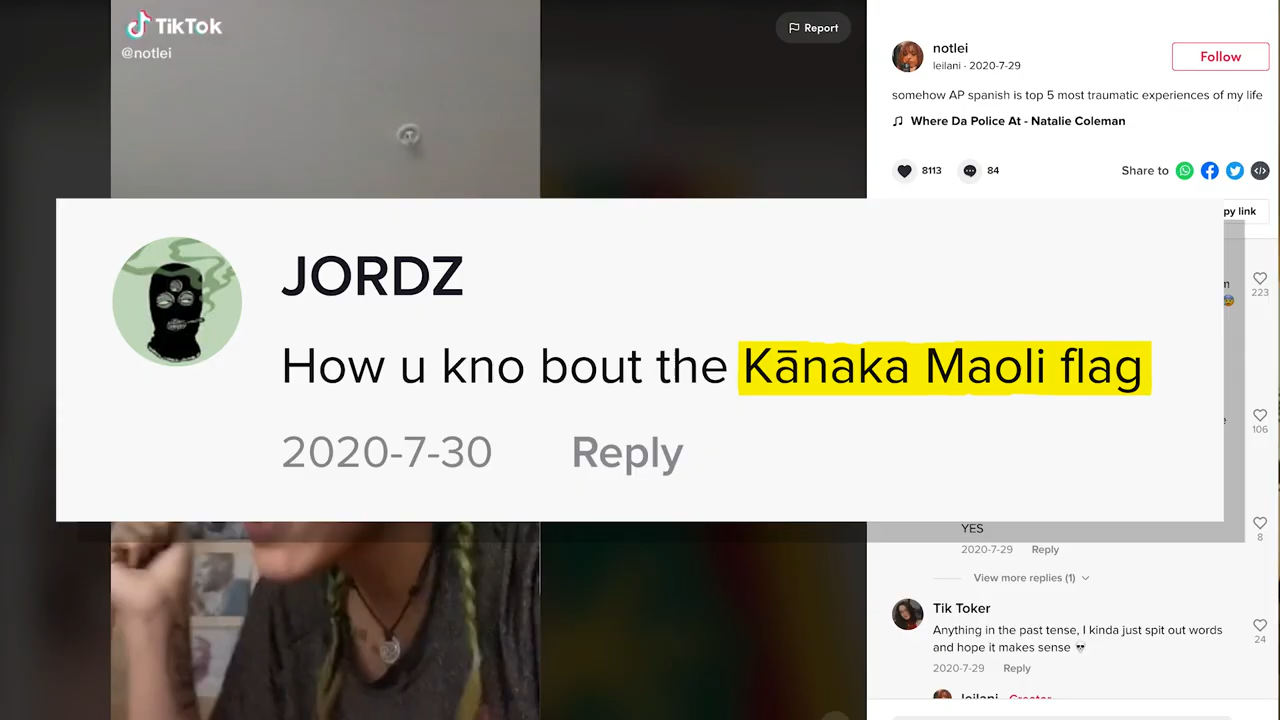 TikTok
@notlei
Report
notlei
leilani · 2020-7-29
Follow
somehow AP spanish is top 5 most traumatic experiences of my life
Where Da Police At - Natalie Coleman
8113
84
Share to
py link
JORDZ
How u kno bout the Kānaka Maoli flag
2020-7-30 Reply
223
106
8
YES
2020-7-29 Reply
View more replies (1)
Tik Toker
Anything in the past tense, I kinda just spit out words
and hope it makes sense 💀
24
2020-7-29 Reply
leilani · Creator